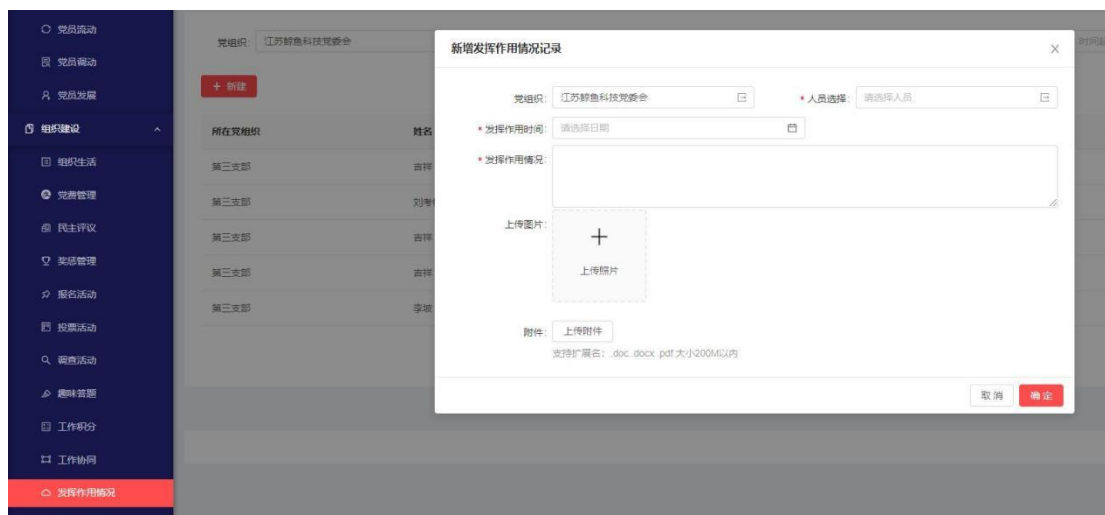 党员流动
党员调动
党员发展
组织建设
组织生活
党费管理
民主评议
奖惩管理
报名活动
投票活动
调查活动
趣味答题
工作积分
工作协同
发挥作用情况
党组织: 江苏鲸鱼科技党委会
+ 新建
所在党组织 姓名
第三支部 吉祥
第三支部
第三支部 吉祥
第三支部 吉祥
第三支部 李坡
新增发挥作用情况记录
党组织: 江苏鲸鱼科技党委会 * 人员选择: 请选择人员
* 发挥作用时间: 请选择日期
* 发挥作用情况:
上传图片:
上传照片
附件: 上传附件
支持扩展名: .doc .docx .pdf 大小200M以内
取消 确定